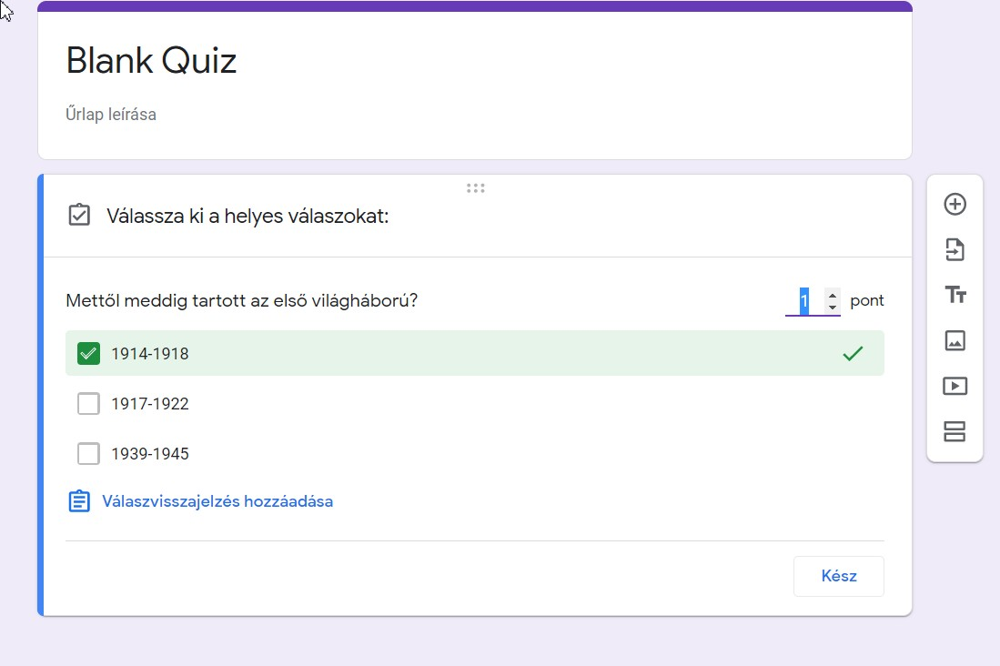 Blank Quiz
Űrlap leírása
Válassza ki a helyes válaszokat:
Mettől meddig tartott az első világháború?
1 pont
1914-1918
1917-1922
1939-1945
Válaszvisszajelzés hozzáadása
Kész